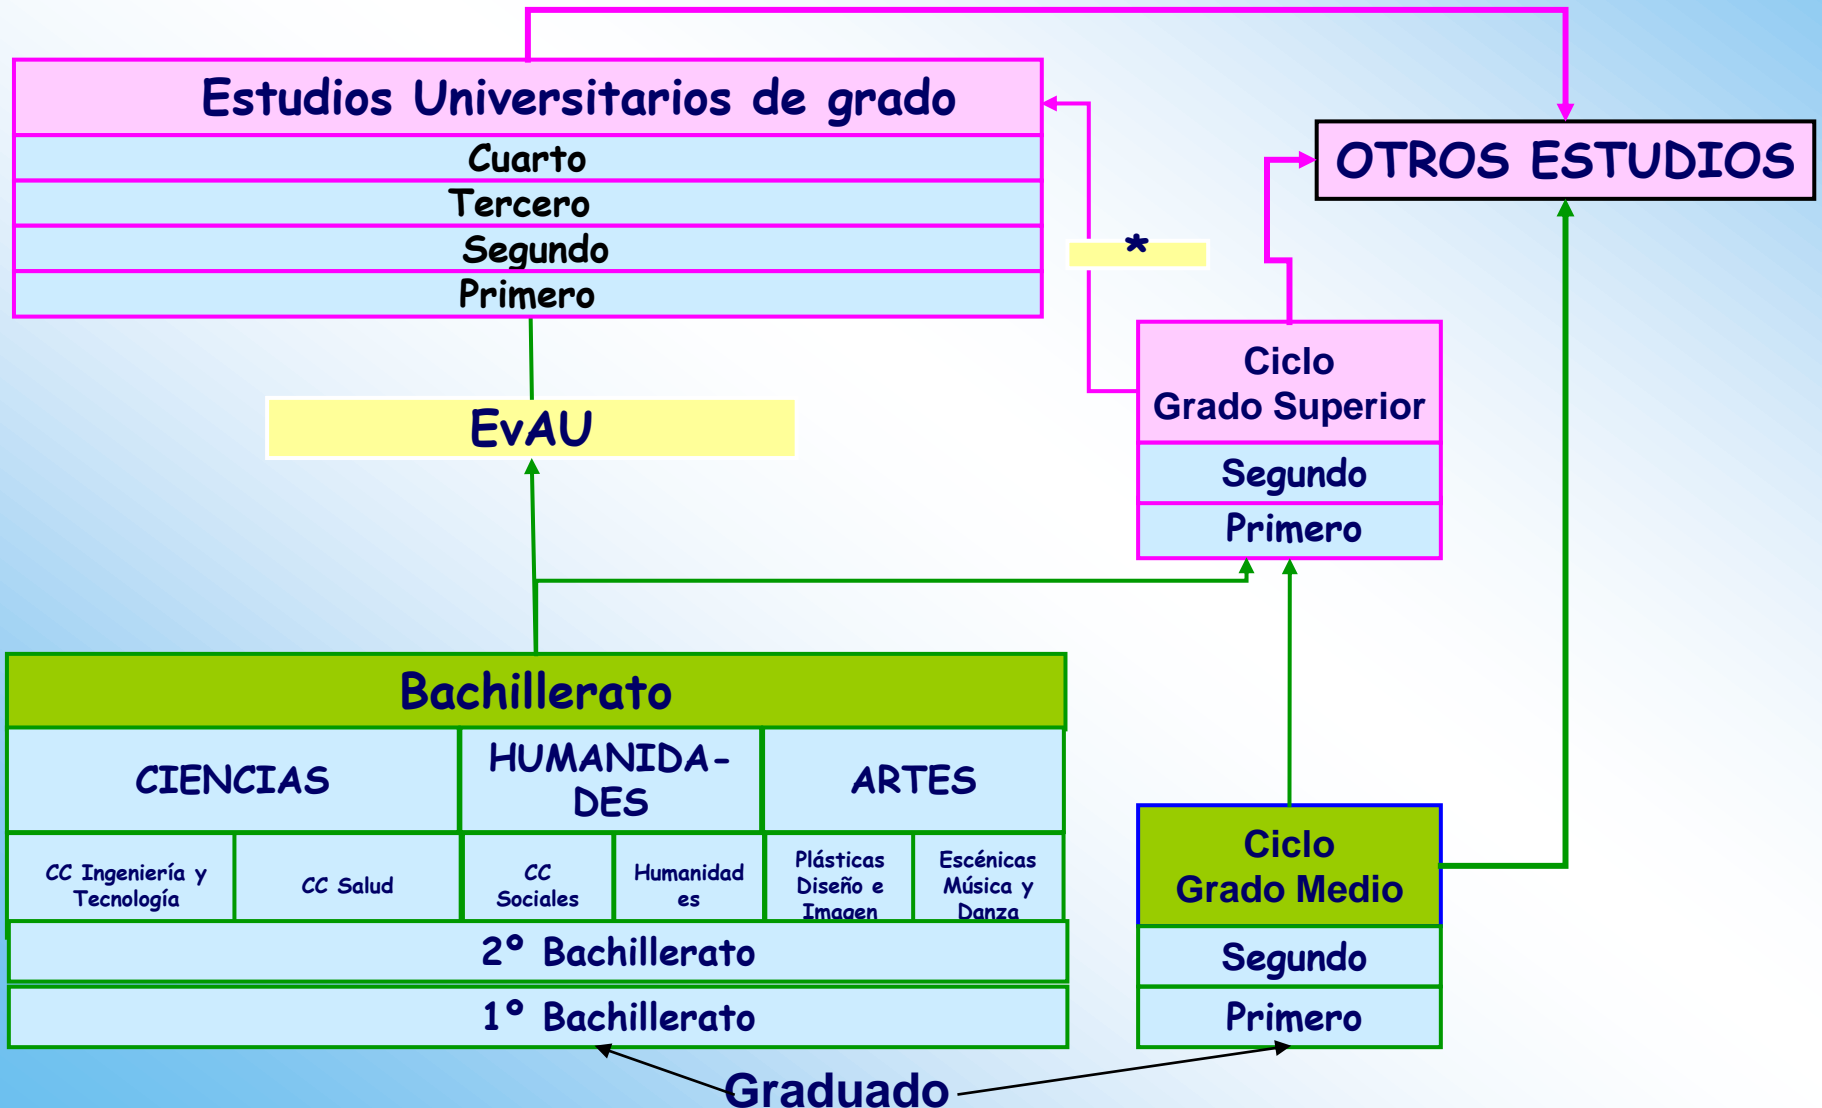 Estudios Universitarios de grado
Cuarto
Tercero
Segundo
Primero
OTROS ESTUDIOS
*
EvAU
Ciclo
Grado Superior
Segundo
Primero
Bachillerato
CIENCIAS
HUMANIDA-
DES
ARTES
CC Ingeniería y
Tecnología
CC Salud
CC
Sociales
Humanidad
es
Plásticas
Diseño e
Imagen
Escénicas
Música y
Danza
2º Bachillerato
1º Bachillerato
Ciclo
Grado Medio
Segundo
Primero
Graduado